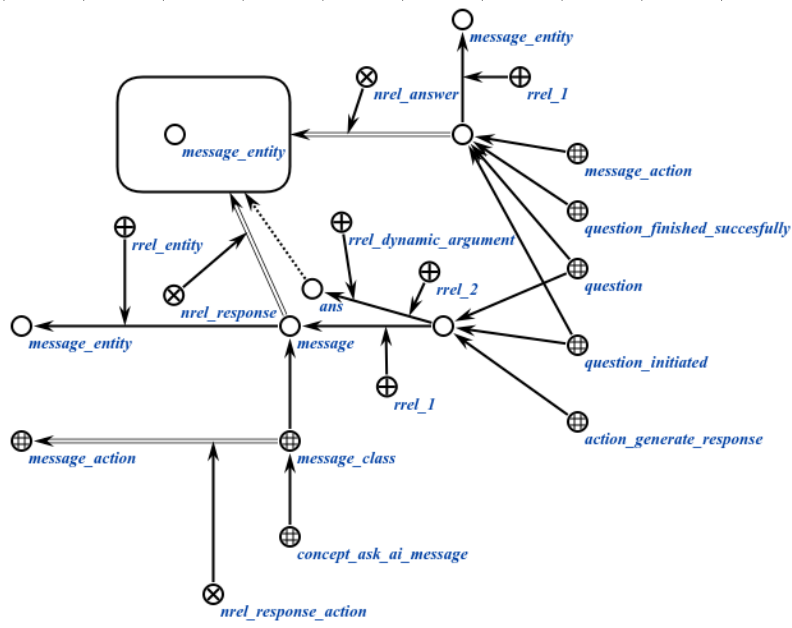 message_entity
nrel_answer
rrel_1
message_entity
message_action
question_finished_succesfully
rrel_entity
rrel_dynamic_argument
rrel_2
question
nrel_response
ans
message_entity
message
question_initiated
rrel_1
message_action
message_class
action_generate_response
concept_ask_ai_message
nrel_response_action